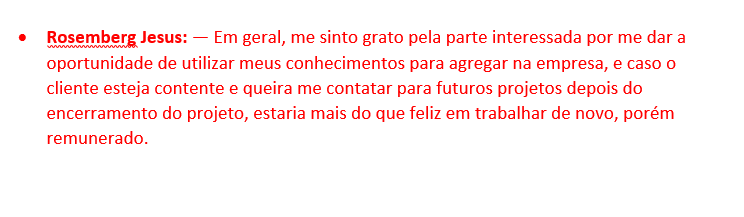 • Rosemberg Jesus: — Em geral, me sinto grato pela parte interessada por me dar a
oportunidade de utilizar meus conhecimentos para agregar na empresa, e caso o
cliente esteja contente e queira me contatar para futuros projetos depois do
encerramento do projeto, estaria mais do que feliz em trabalhar de novo, porém
remunerado.